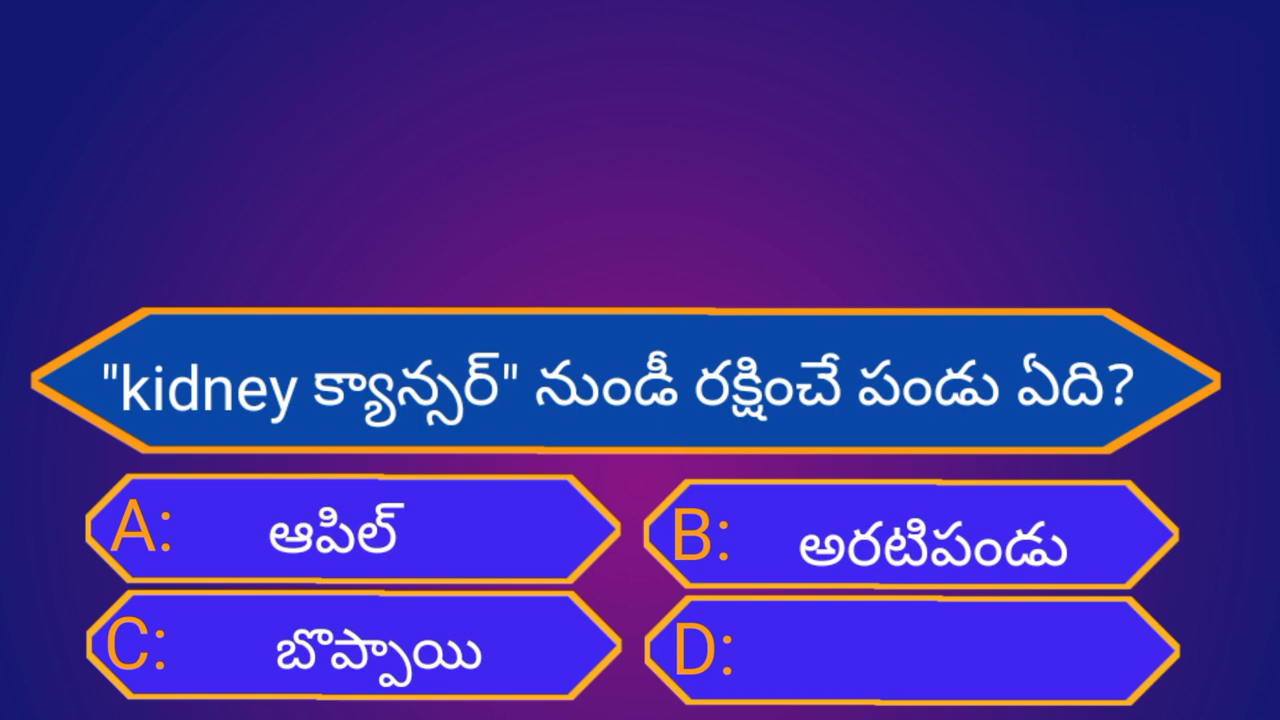 "kidney క్యాన్సర్" నుండీ రక్షించే పండు ఏది?
A: ఆపిల్
B: అరటిపండు
C: బొప్పాయి
D: